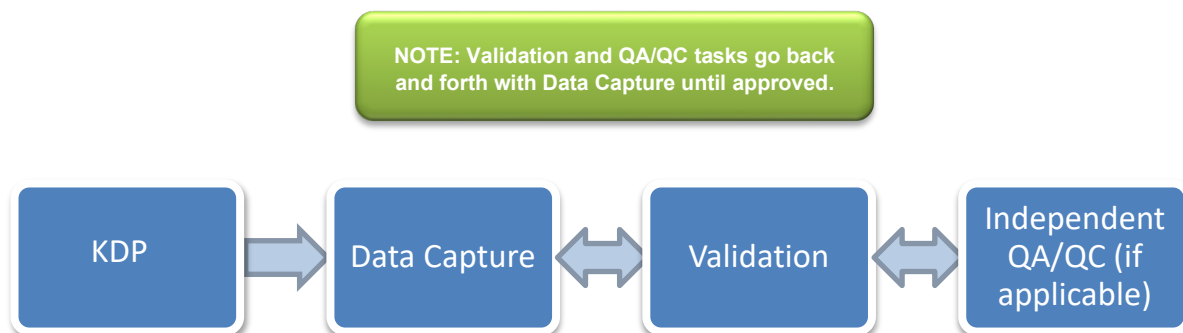 NOTE: Validation and QA/QC tasks go back
and forth with Data Capture until approved.
KDP
Data Capture
Validation
Independent
QA/QC (if
applicable)